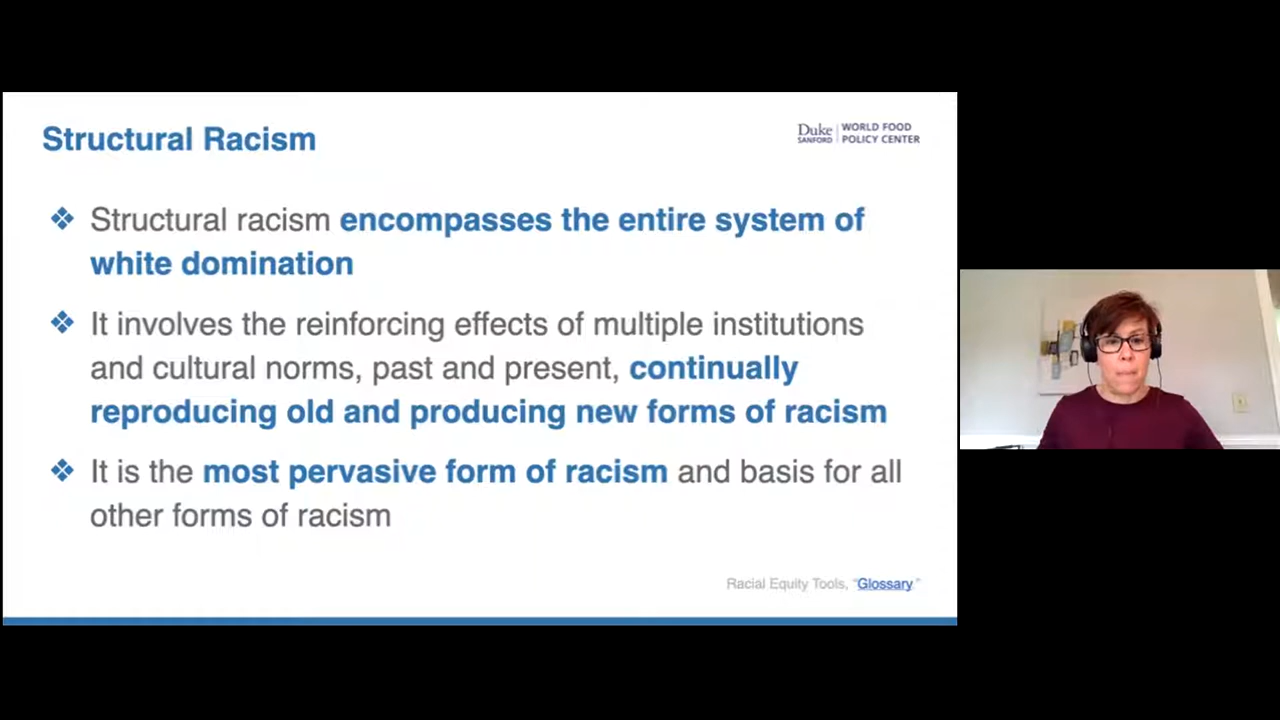 Structural Racism
Duke
SANFORD
WORLD FOOD
POLICY CENTER
❖ Structural racism encompasses the entire system of
white domination
❖ It involves the reinforcing effects of multiple institutions
and cultural norms, past and present, continually
reproducing old and producing new forms of racism
❖ It is the most pervasive form of racism and basis for all
other forms of racism
Racial Equity Tools, "Glossary."